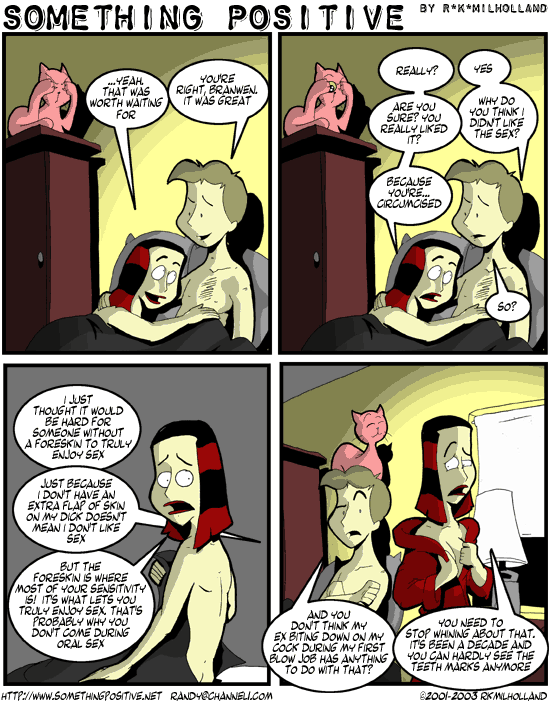 SOMETHING POSITIVE
BY R*K*MILHOLLAND
...YEAH.
THAT WAS
WORTH WAITING
FOR
YOU'RE
RIGHT, BRANWEN.
IT WAS GREAT
REALLY?
YES
ARE YOU
SURE? YOU
REALLY LIKED
IT?
WHY DO
YOU THINK I
DIDN'T LIKE
THE SEX?
BECAUSE
YOU'RE...
CIRCUMCISED
SO?
I JUST
THOUGHT IT WOULD
BE HARD FOR
SOMEONE WITHOUT
A FORESKIN TO TRULY
ENJOY SEX
JUST BECAUSE
I DON'T HAVE AN
EXTRA FLAP OF SKIN
ON MY DICK DOESN'T
MEAN I DON'T LIKE
SEX
BUT THE
FORESKIN IS WHERE
MOST OF YOUR SENSITIVITY
IS! IT'S WHAT LETS YOU
TRULY ENJOY SEX. THAT'S
PROBABLY WHY YOU
DON'T COME DURING
ORAL SEX
AND YOU
DON'T THINK MY
EX BITING DOWN ON MY
COCK DURING MY FIRST
BLOW JOB HAS ANYTHING
TO DO WITH THAT?
YOU NEED TO
STOP WHINING ABOUT THAT.
IT'S BEEN A DECADE AND
YOU CAN HARDLY SEE THE
TEETH MARKS ANYMORE
HTTP://WWW.SOMETHINGPOSITIVE.NET RANDY@CHANNEL1.COM
©2001-2003 RKMILHOLLAND